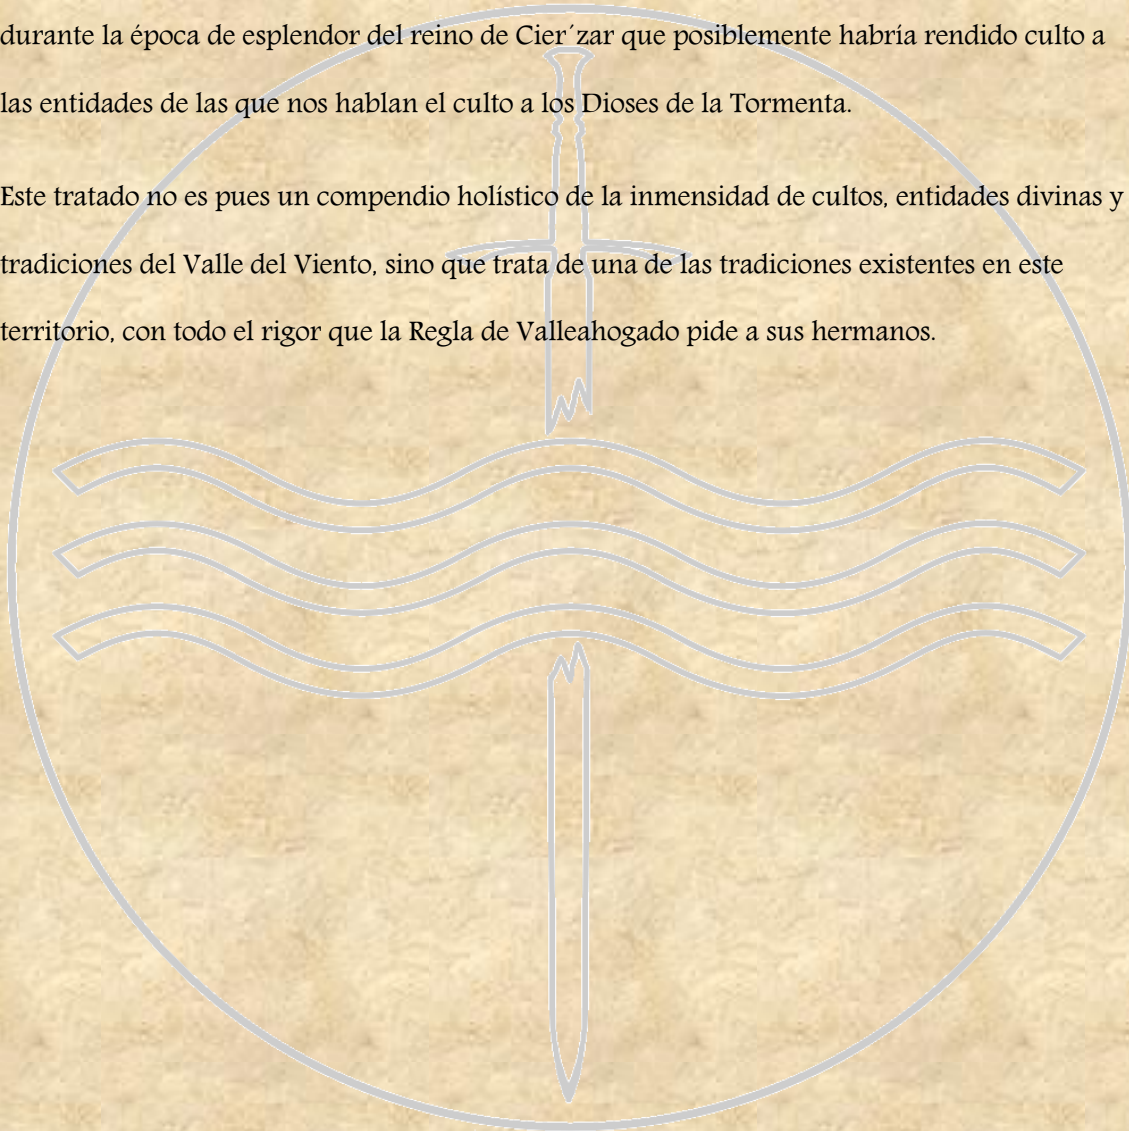 durante la época de esplendor del reino de Cier´zar que posiblemente habría rendido culto a
las entidades de las que nos hablan el culto a los Dioses de la Tormenta.
Este tratado no es pues un compendio holístico de la inmensidad de cultos, entidades divinas y
tradiciones del Valle del Viento, sino que trata de una de las tradiciones existentes en este
territorio, con todo el rigor que la Regla de Valleahogado pide a sus hermanos.